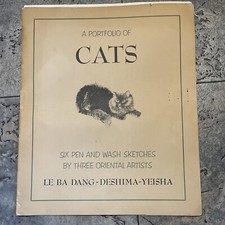 A PORTFOLIO OF
CATS
SIX PEN AND WASH SKETCHES
BY THREE ORIENTAL ARTISTS
LE BA DANG-DESHIMA-YEISHA